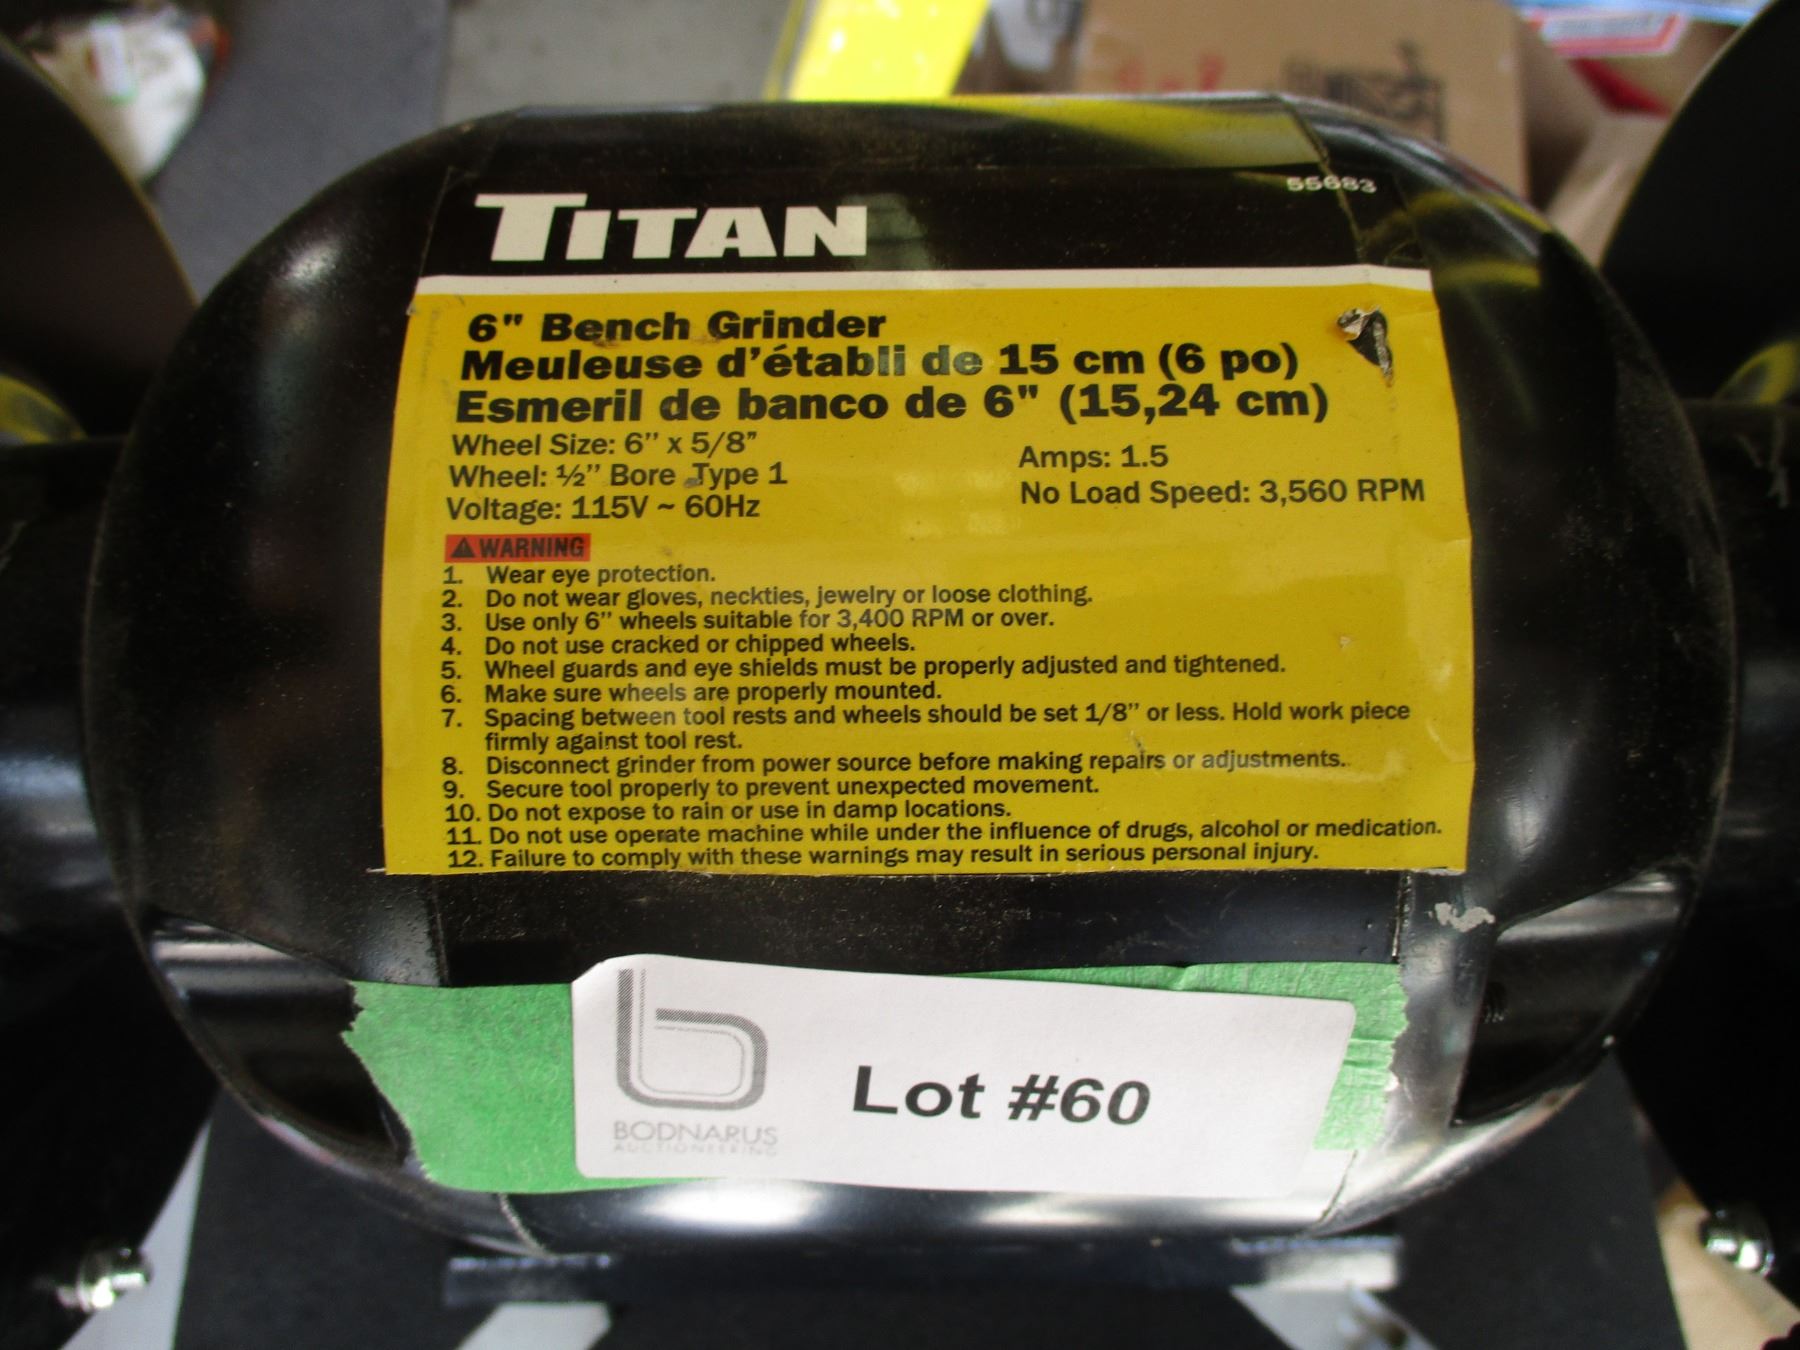 TITAN
55683
6" Bench Grinder
Meuleuse d'établi de 15 cm (6 po)
Esmeril de banco de 6" (15,24 cm)
Wheel Size: 6" x 5/8"
Wheel: ½" Bore Type 1
Voltage: 115V ~ 60Hz
Amps: 1.5
No Load Speed: 3,560 RPM
WARNING
1. Wear eye protection.
2. Do not wear gloves, neckties, jewelry or loose clothing.
3. Use only 6" wheels suitable for 3,400 RPM or over.
4. Do not use cracked or chipped wheels.
5. Wheel guards and eye shields must be properly adjusted and tightened.
6. Make sure wheels are properly mounted.
7. Spacing between tool rests and wheels should be set 1/8" or less. Hold work piece
firmly against tool rest.
8. Disconnect grinder from power source before making repairs or adjustments.
9. Secure tool properly to prevent unexpected movement.
10. Do not expose to rain or use in damp locations.
11. Do not use operate machine while under the influence of drugs, alcohol or medication.
12. Failure to comply with these warnings may result in serious personal injury.
b
BODNARUS
AUCTIONEERING
Lot #60